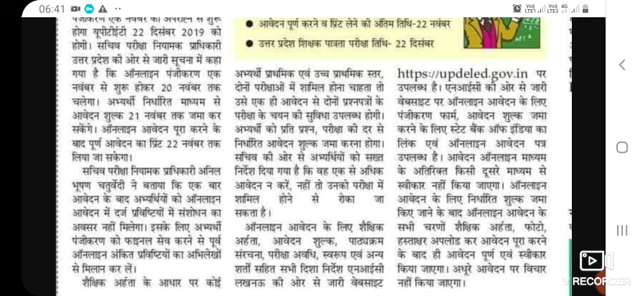 06:41
पंजीकरण एक नवंबर की अपराह्न से शुरू
होगा यूपीटीईटी 22 दिसंबर 2019 को
होगी। सचिव परीक्षा नियामक प्राधिकारी
उत्तर प्रदेश की ओर से जारी सूचना में कहा
गया है कि ऑनलाइन पंजीकरण एक
नवंबर से शुरू होकर 20 नवंबर तक
चलेगा। अभ्यर्थी निर्धारित माध्यम से
आवेदन शुल्क 21 नवंबर तक जमा कर
सकेंगे। ऑनलाइन आवेदन पूरा करने के
बाद पूर्ण आवेदन का प्रिंट 22 नवंबर तक
लिया जा सकेगा।
सचिव परीक्षा नियामक प्राधिकारी अनिल
भूषण चतुर्वेदी ने बताया कि एक बार
आवेदन के बाद अभ्यर्थियों को ऑनलाइन
आवेदन में दर्ज प्रविष्टियों में संशोधन का
अवसर नहीं मिलेगा। इसके लिए अभ्यर्थी
पंजीकरण को फाइनल सेव करने से पूर्व
ऑनलाइन अंकित प्रविष्टियों का अभिलेखों
से मिलान कर लें।
शैक्षिक अर्हता के आधार पर कोई
● आवेदन पूर्ण करने व प्रिंट लेने की अंतिम तिथि-22 नवंबर
● उत्तर प्रदेश शिक्षक पात्रता परीक्षा तिथि- 22 दिसंबर
अभ्यर्थी प्राथमिक एवं उच्च प्राथमिक स्तर,
दोनों परीक्षाओं में शामिल होना चाहता तो
उसे एक ही आवेदन से दोनों प्रश्नपत्रों के
परीक्षा के चयन की सुविधा उपलब्ध होगी।
अभ्यर्थी को प्रति प्रश्न, परीक्षा की दर से
निर्धारित आवेदन शुल्क जमा करना होगा।
सचिव की ओर से अभ्यर्थियों को सख्त
निर्देश दिया गया है कि वह एक से अधिक
आवेदन न करें, नहीं तो उनको परीक्षा में
शामिल होने से रोका जा
सकता है।
ऑनलाइन आवेदन के लिए शैक्षिक
अर्हता, आवेदन शुल्क, पाठ्यक्रम
संरचना, परीक्षा अवधि, स्वरूप एवं अन्य
शर्तों सहित सभी दिशा निर्देश एनआईसी
लखनऊ की ओर से जारी वेबसाइट
https://updeled.gov.in पर
उपलब्ध है। एनआईसी की ओर से जारी
वेबसाइट पर ऑनलाइन आवेदन के लिए
पंजीकरण फार्म, आवेदन शुल्क जमा
करने के लिए स्टेट बैंक ऑफ इंडिया का
लिंक एवं ऑनलाइन आवेदन पत्र
उपलब्ध है। आवेदन ऑनलाइन माध्यम
के अतिरिक्त किसी दूसरे माध्यम से
स्वीकार नहीं किया जाएगा। ऑनलाइन
आवेदन के लिए निर्धारित शुल्क जमा
किए जाने के बाद ऑनलाइन आवेदन के
सभी चरणों शैक्षिक अर्हता, फोटो,
हस्ताक्षर अपलोड कर आवेदन पूरा करने
के बाद ही आवेदन पूर्ण एवं स्वीकार
किया जाएगा। अधूरे आवेदन पर विचार
नहीं किया जाएगा।
RECORDER